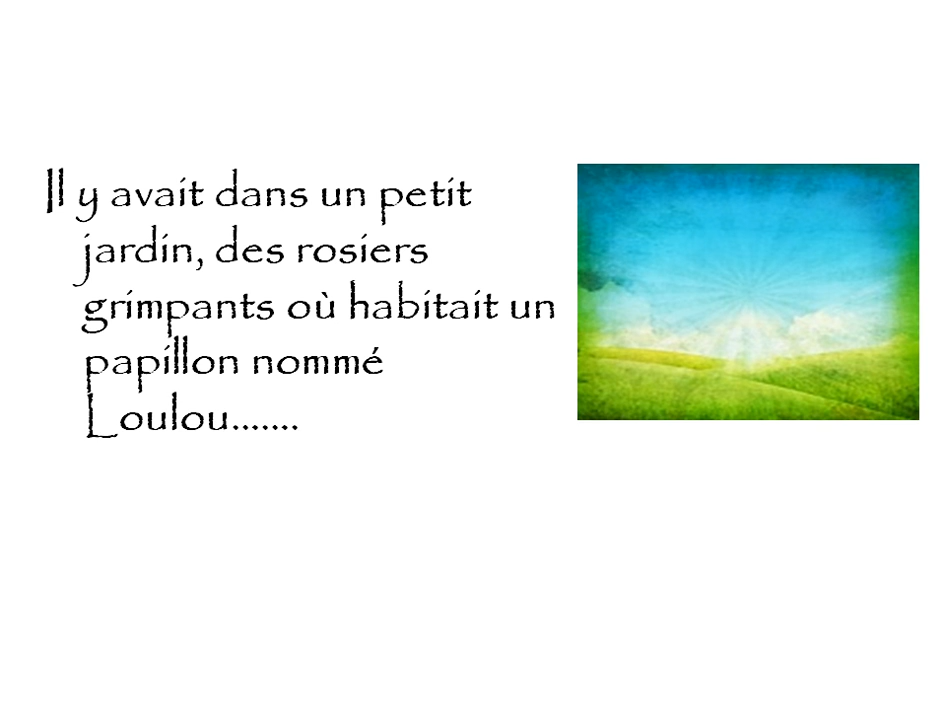 Il y avait dans un petit
jardin, des rosiers
grimpants où habitait un
papillon nommé
Loulou.......